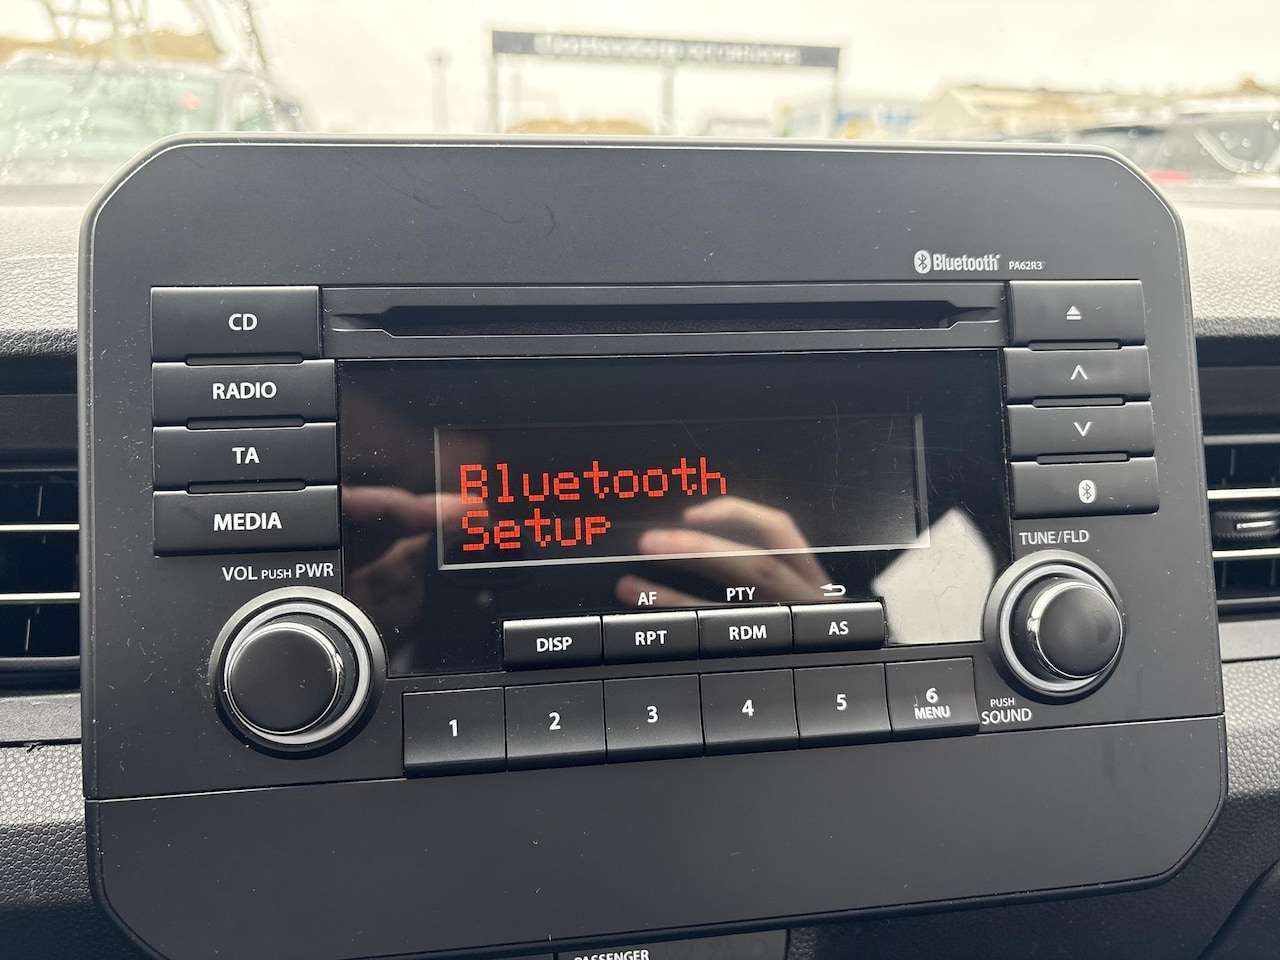 Bluetooth PA62R3
CD
RADIO
TA
MEDIA
VOL PUSH PWR
Bluetooth
Setup
TUNE/FLD
AF PTY
DISP RPT RDM AS
1 2 3 4 5 6
MENU
PUSH
SOUND
PASSENGER